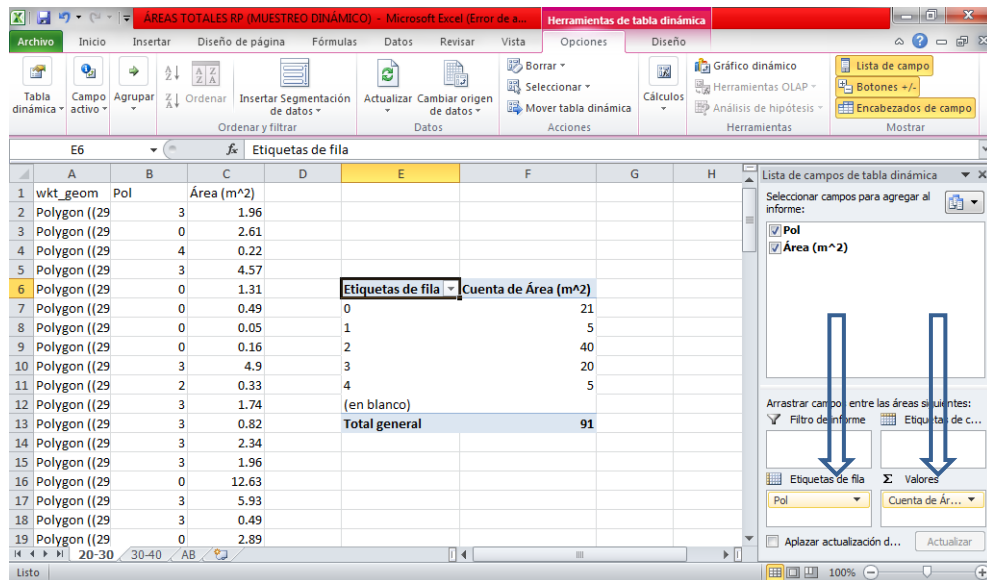 ÁREAS TOTALES RP (MUESTREO DINÁMICO) - Microsoft Excel (Error de a...
Herramientas de tabla dinámica
Archivo Inicio Insertar Diseño de página Fórmulas Datos Revisar Vista Opciones Diseño
Tabla dinámica
Campo activo
Agrupar
Ordenar
Insertar Segmentación de datos
Ordenar y filtrar
Actualizar
Cambiar origen de datos
Datos
Borrar
Seleccionar
Mover tabla dinámica
Acciones
Cálculos
Gráfico dinámico
Herramientas OLAP
Análisis de hipótesis
Herramientas
Lista de campo
Botones +/-
Encabezados de campo
Mostrar
E6 fx Etiquetas de fila
A B C D E F G H
1 wkt_geom Pol Área (m^2)
2 Polygon ((29 3 1.96
3 Polygon ((29 0 2.61
4 Polygon ((29 4 0.22
5 Polygon ((29 3 4.57
6 Polygon ((29 0 1.31 Etiquetas de fila Cuenta de Área (m^2)
7 Polygon ((29 0 0.49 0 21
8 Polygon ((29 0 0.05 1 5
9 Polygon ((29 0 0.16 2 40
10 Polygon ((29 3 4.9 3 20
11 Polygon ((29 2 0.33 4 5
12 Polygon ((29 3 1.74 (en blanco)
13 Polygon ((29 3 0.82 Total general 91
14 Polygon ((29 3 2.34
15 Polygon ((29 3 1.96
16 Polygon ((29 0 12.63
17 Polygon ((29 3 5.93
18 Polygon ((29 3 0.49
19 Polygon ((29 0 2.89
20-30 30-40 AB
Lista de campos de tabla dinámica
Seleccionar campos para agregar al
informe:
Pol
Área (m^2)
Arrastrar campos entre las áreas siguientes:
Filtro de informe Etiquetas de c...
Etiquetas de fila Σ Valores
Pol Cuenta de Ár...
Aplazar actualización d... Actualizar
Listo 100%